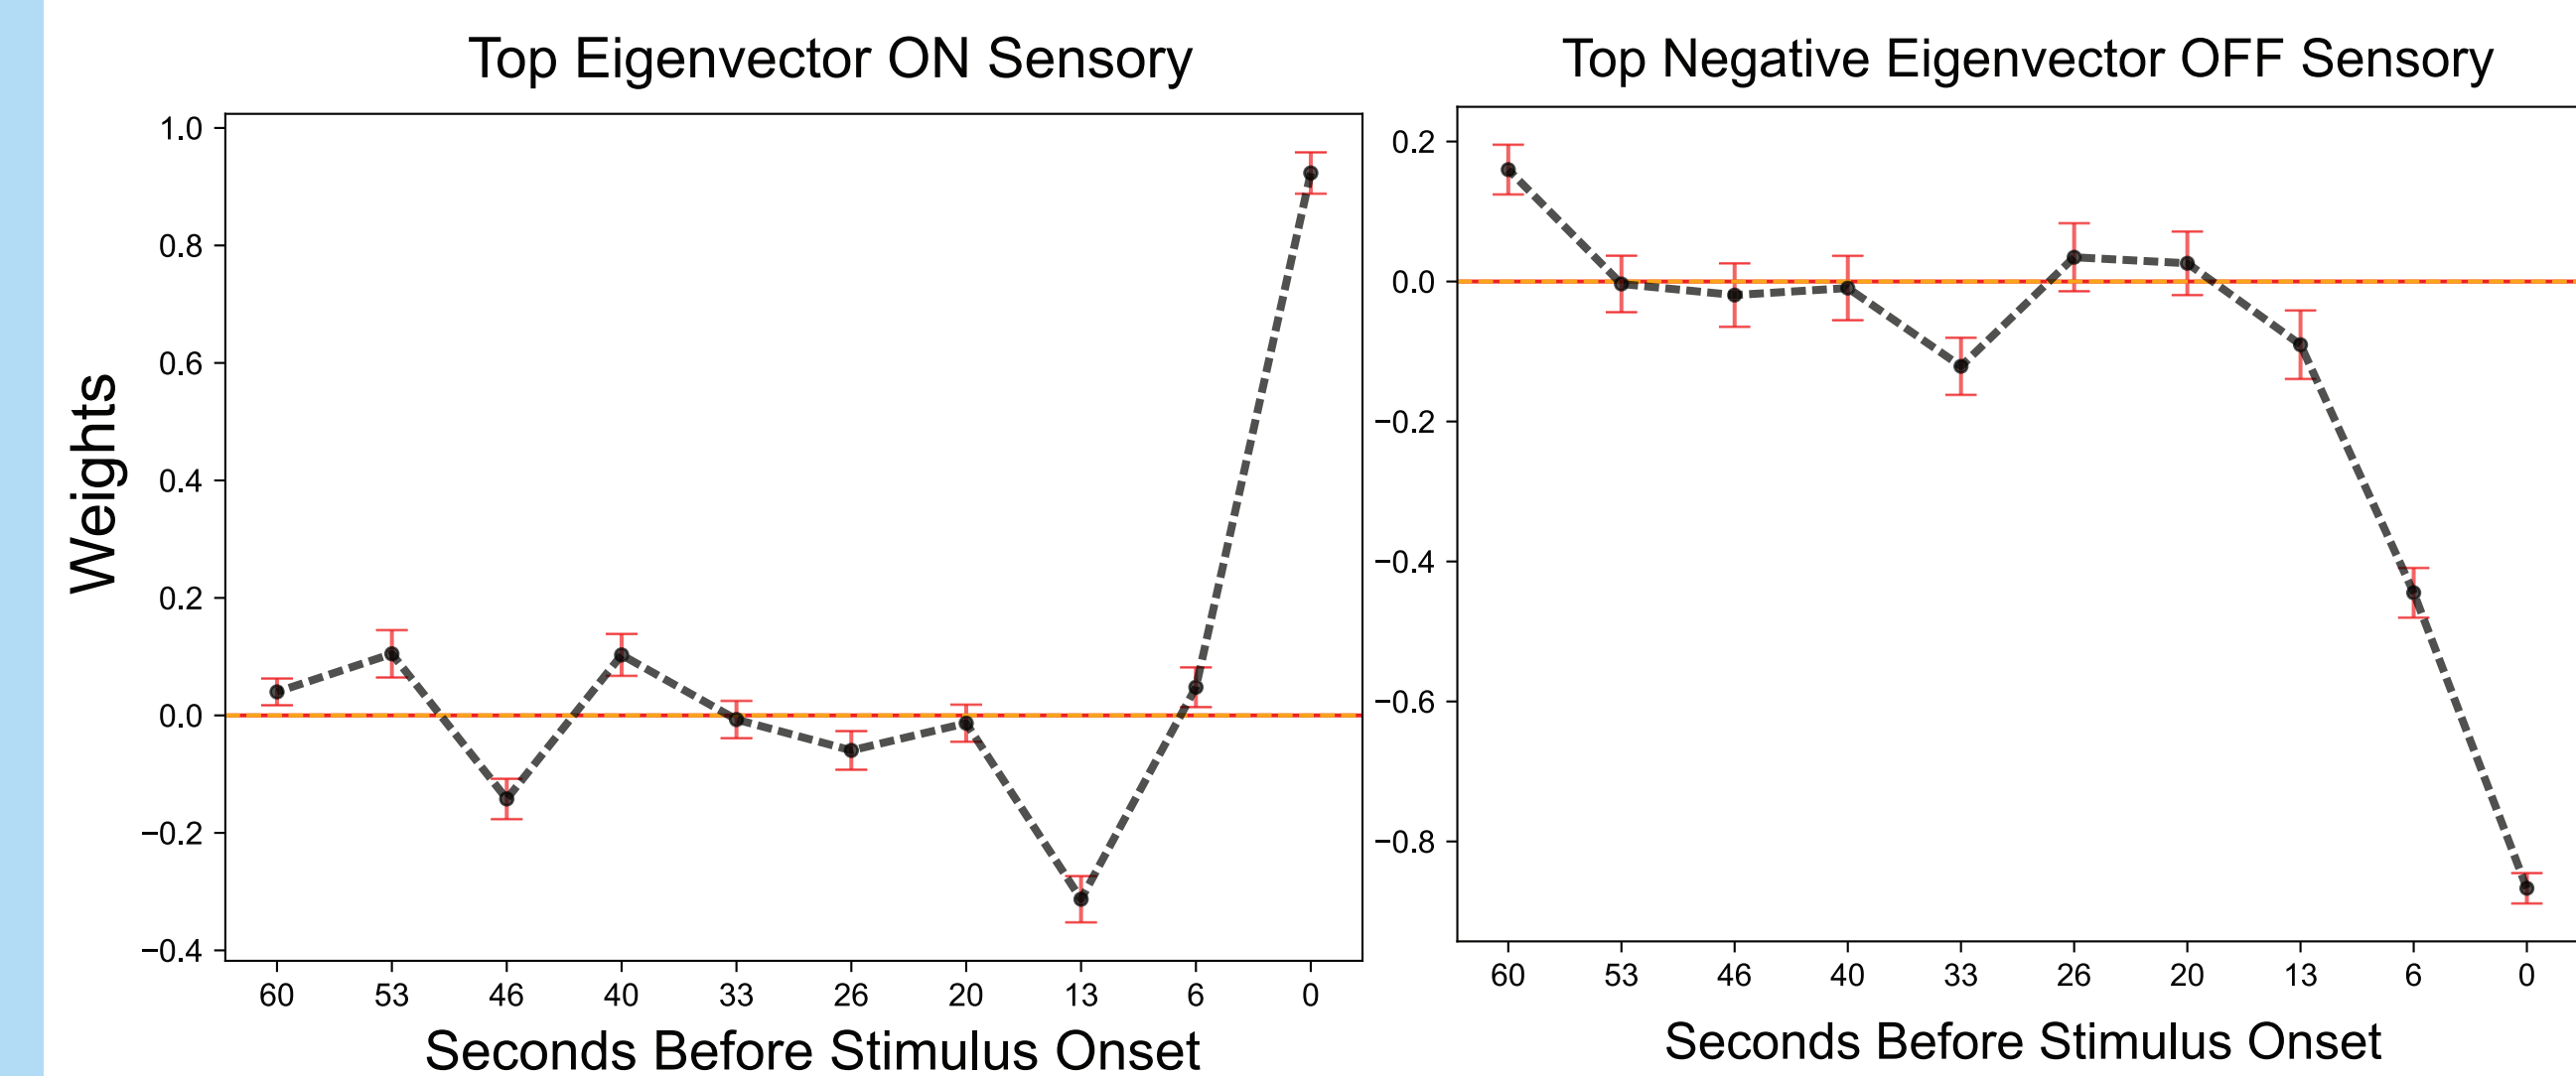 Top Eigenvector ON Sensory
Weights
1.0
0.8
0.6
0.4
0.2
0.0
−0.2
−0.4
60 53 46 40 33 26 20 13 6 0
Seconds Before Stimulus Onset
Top Negative Eigenvector OFF Sensory
0.2
0.0
−0.2
−0.4
−0.6
−0.8
60 53 46 40 33 26 20 13 6 0
Seconds Before Stimulus Onset